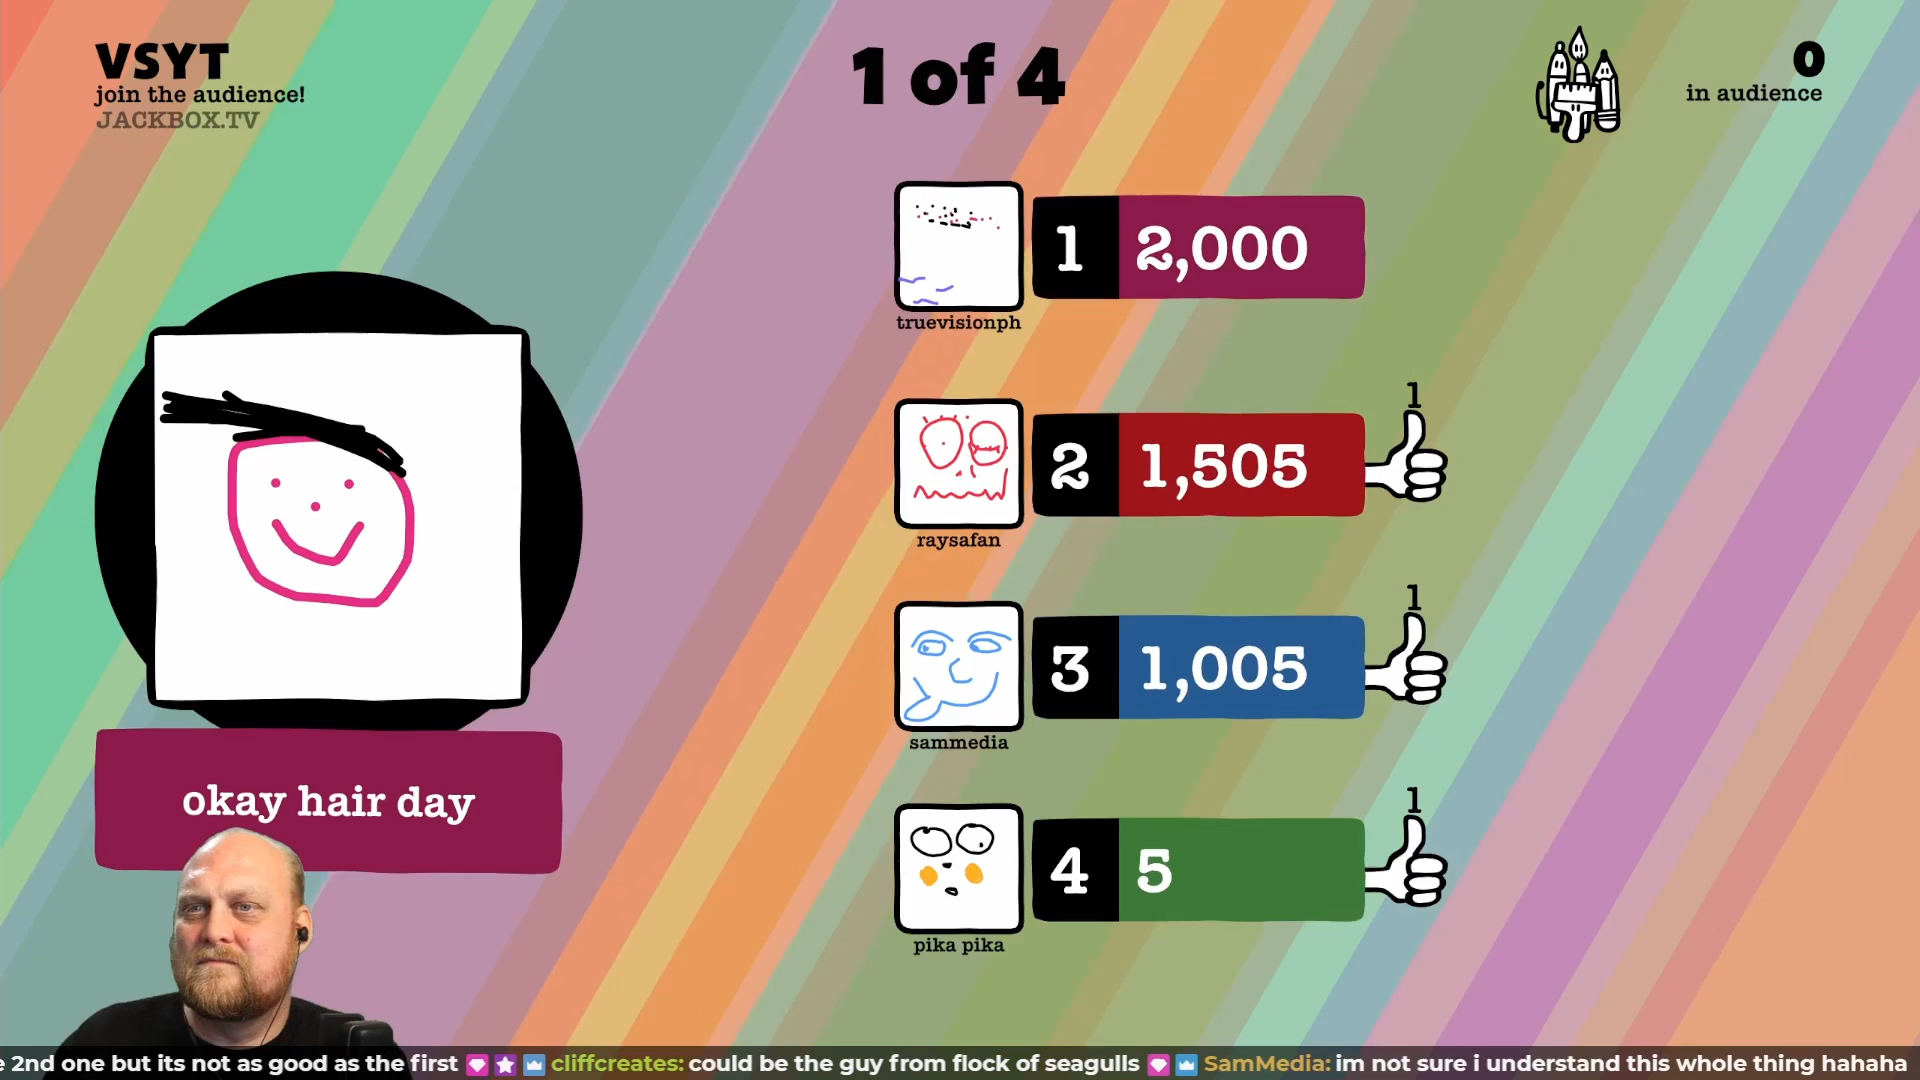 VSYT
join the audience!
JACKBOX.TV
1 of 4
0
in audience
1 2,000
truevisionph
1
2 1,505
raysafan
1
3 1,005
sammedia
1
4 5
pika pika
okay hair day
2nd one but its not as good as the first cliffcreates: could be the guy from flock of seagulls SamMedia: im not sure i understand this whole thing hahaha